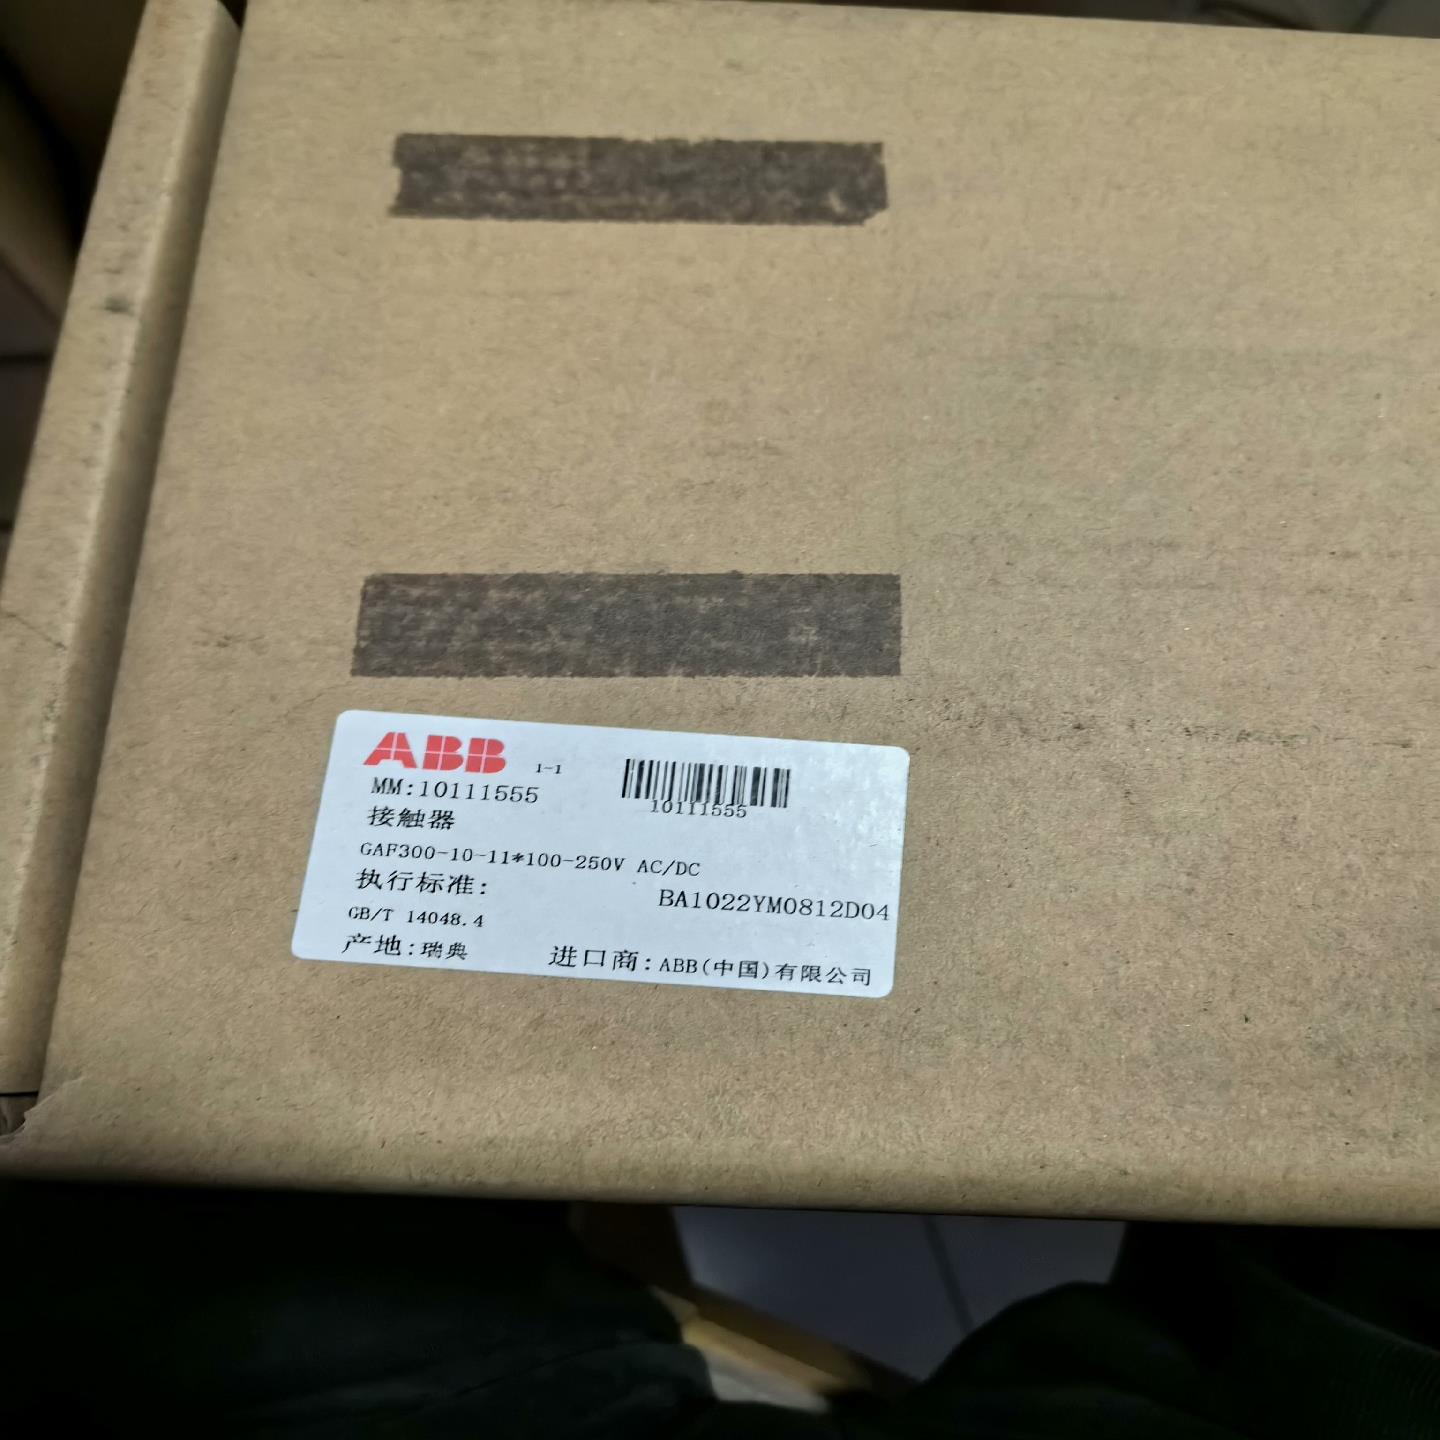 ABB 1-1
MM:10111555
10111555
接触器
GAF300-10-11*100-250V AC/DC
执行标准:
BA1022YM0812D04
GB/T 14048.4
产地:瑞典
进口商:ABB(中国)有限公司